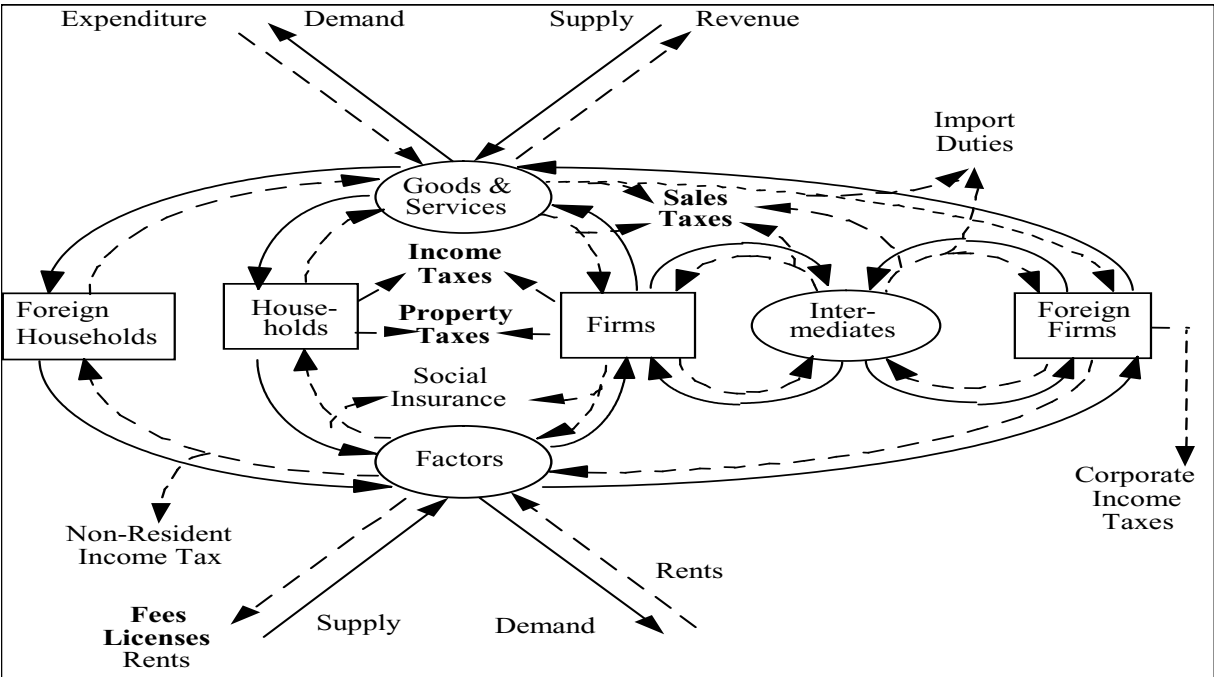 Expenditure
Demand
Supply
Revenue
Import
Duties
Goods &
Services
Sales
Taxes
Income
Taxes
Foreign
Households
House-
holds
Property
Taxes
Firms
Inter-
mediates
Foreign
Firms
Social
Insurance
Factors
Corporate
Income
Taxes
Non-Resident
Income Tax
Rents
Fees
Licenses
Rents
Supply
Demand